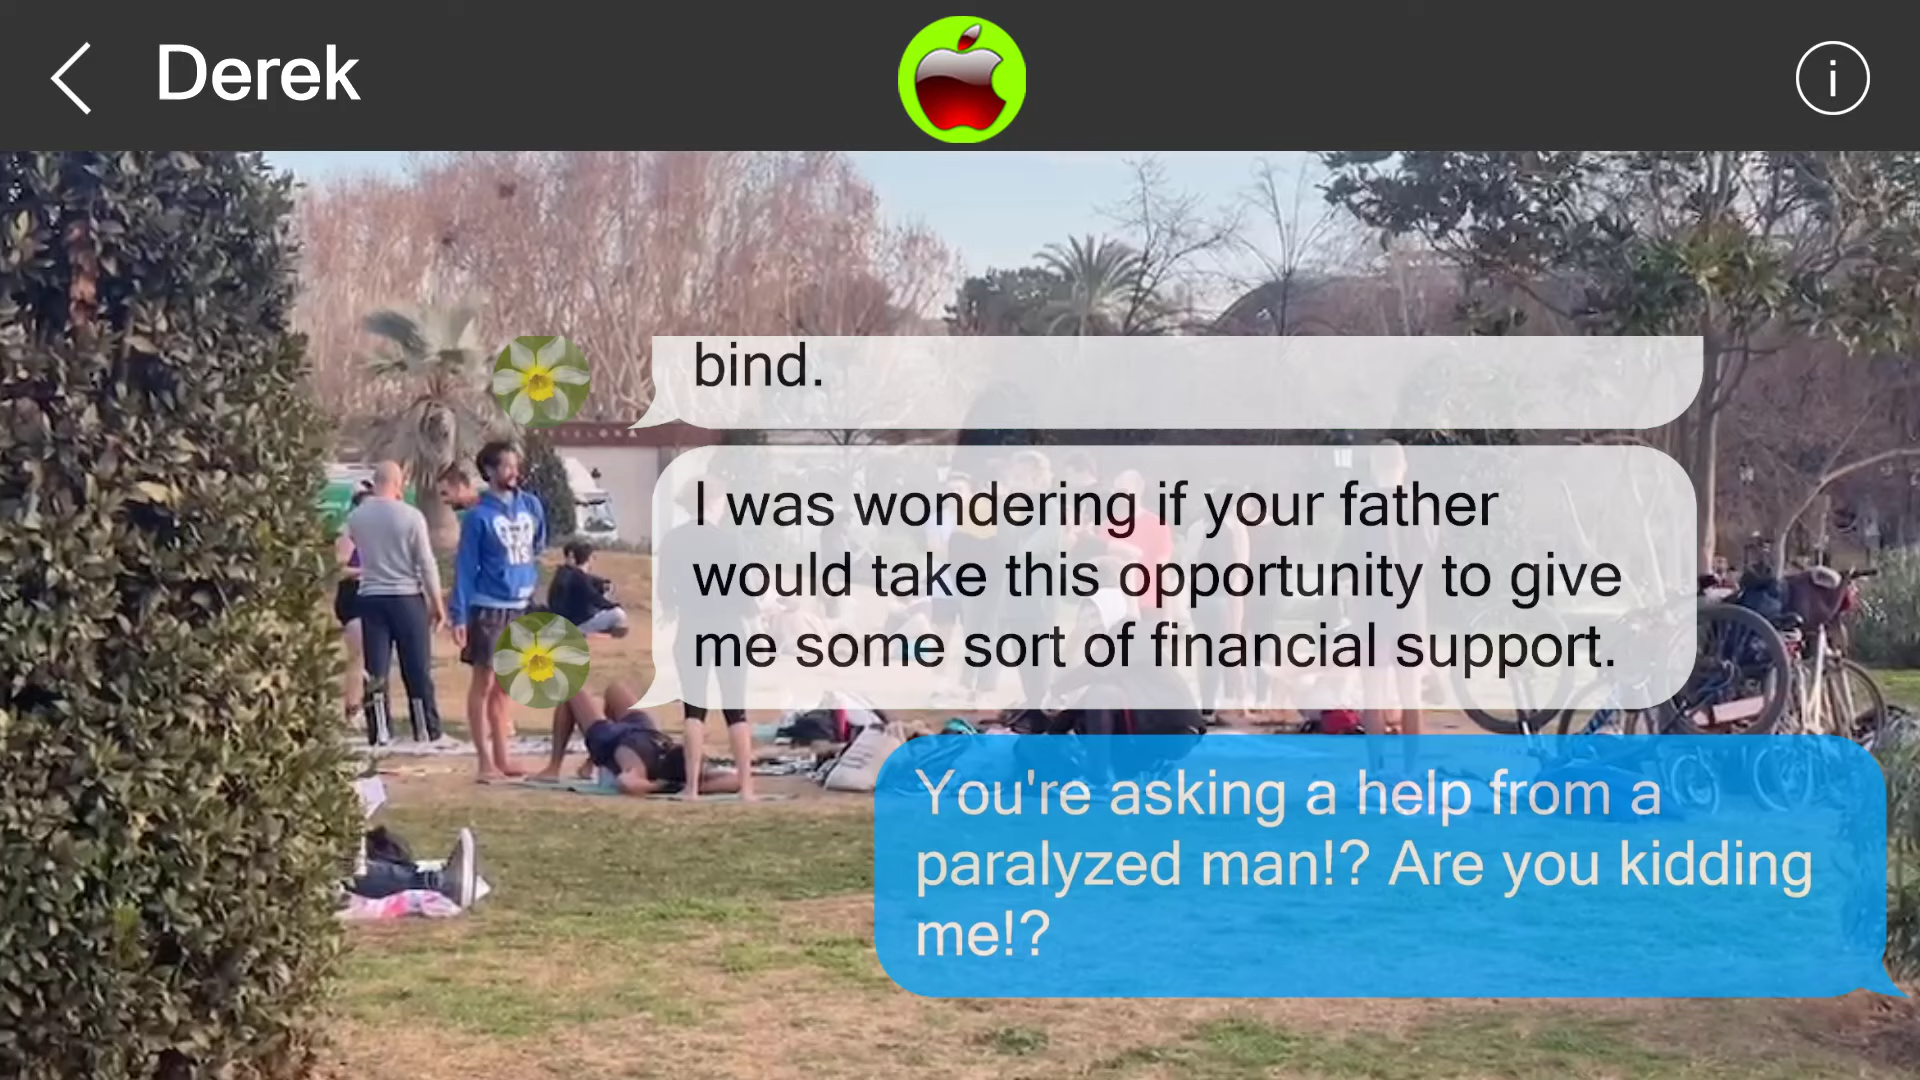 Derek
bind.
I was wondering if your father
would take this opportunity to give
me some sort of financial support.
You're asking a help from a
paralyzed man!? Are you kidding
me!?